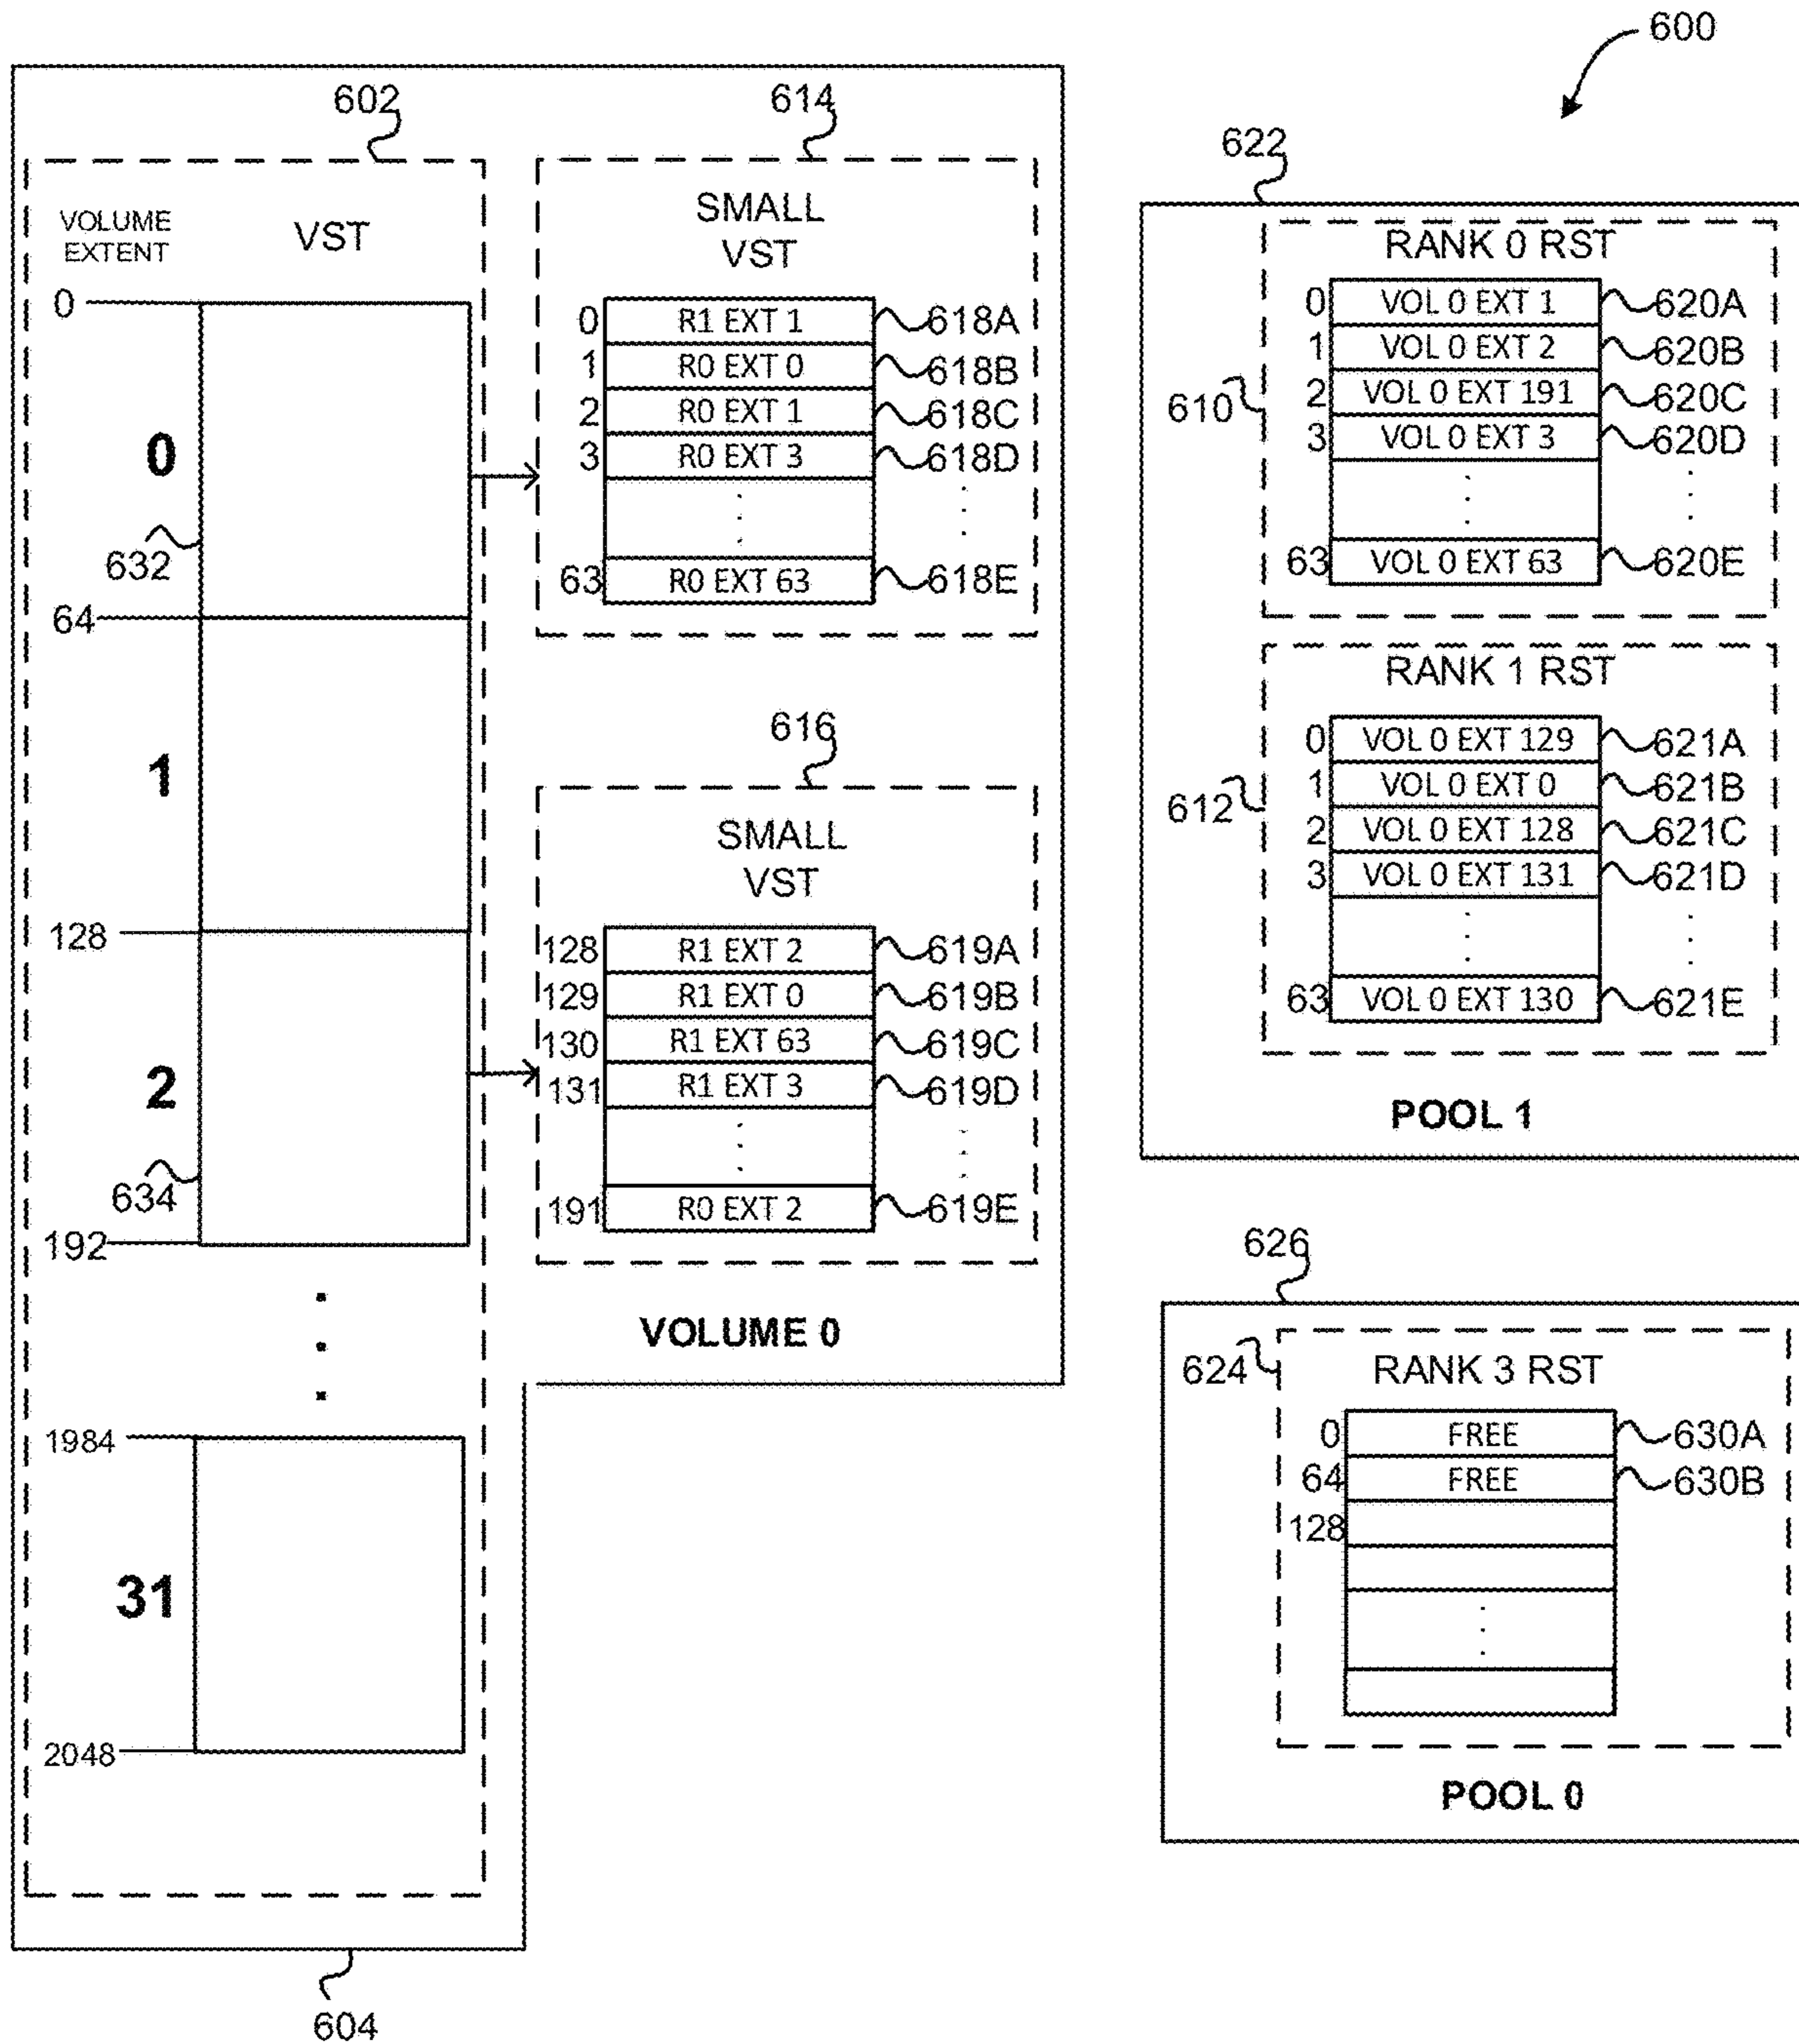 600
602
614
VOLUME
EXTENT
VST
0
0
632
64
1
128
2
634
192
1984
31
2048
604
SMALL
VST
0 R1 EXT 1 618A
1 R0 EXT 0 618B
2 R0 EXT 1 618C
3 R0 EXT 3 618D
63 R0 EXT 63 618E
616
SMALL
VST
128 R1 EXT 2 619A
129 R1 EXT 0 619B
130 R1 EXT 63 619C
131 R1 EXT 3 619D
191 R0 EXT 2 619E
VOLUME 0
622
RANK 0 RST
610
0 VOL 0 EXT 1 620A
1 VOL 0 EXT 2 620B
2 VOL 0 EXT 191 620C
3 VOL 0 EXT 3 620D
63 VOL 0 EXT 63 620E
RANK 1 RST
612
0 VOL 0 EXT 129 621A
1 VOL 0 EXT 0 621B
2 VOL 0 EXT 128 621C
3 VOL 0 EXT 131 621D
63 VOL 0 EXT 130 621E
POOL 1
626
624
RANK 3 RST
0 FREE 630A
64 FREE 630B
128
POOL 0